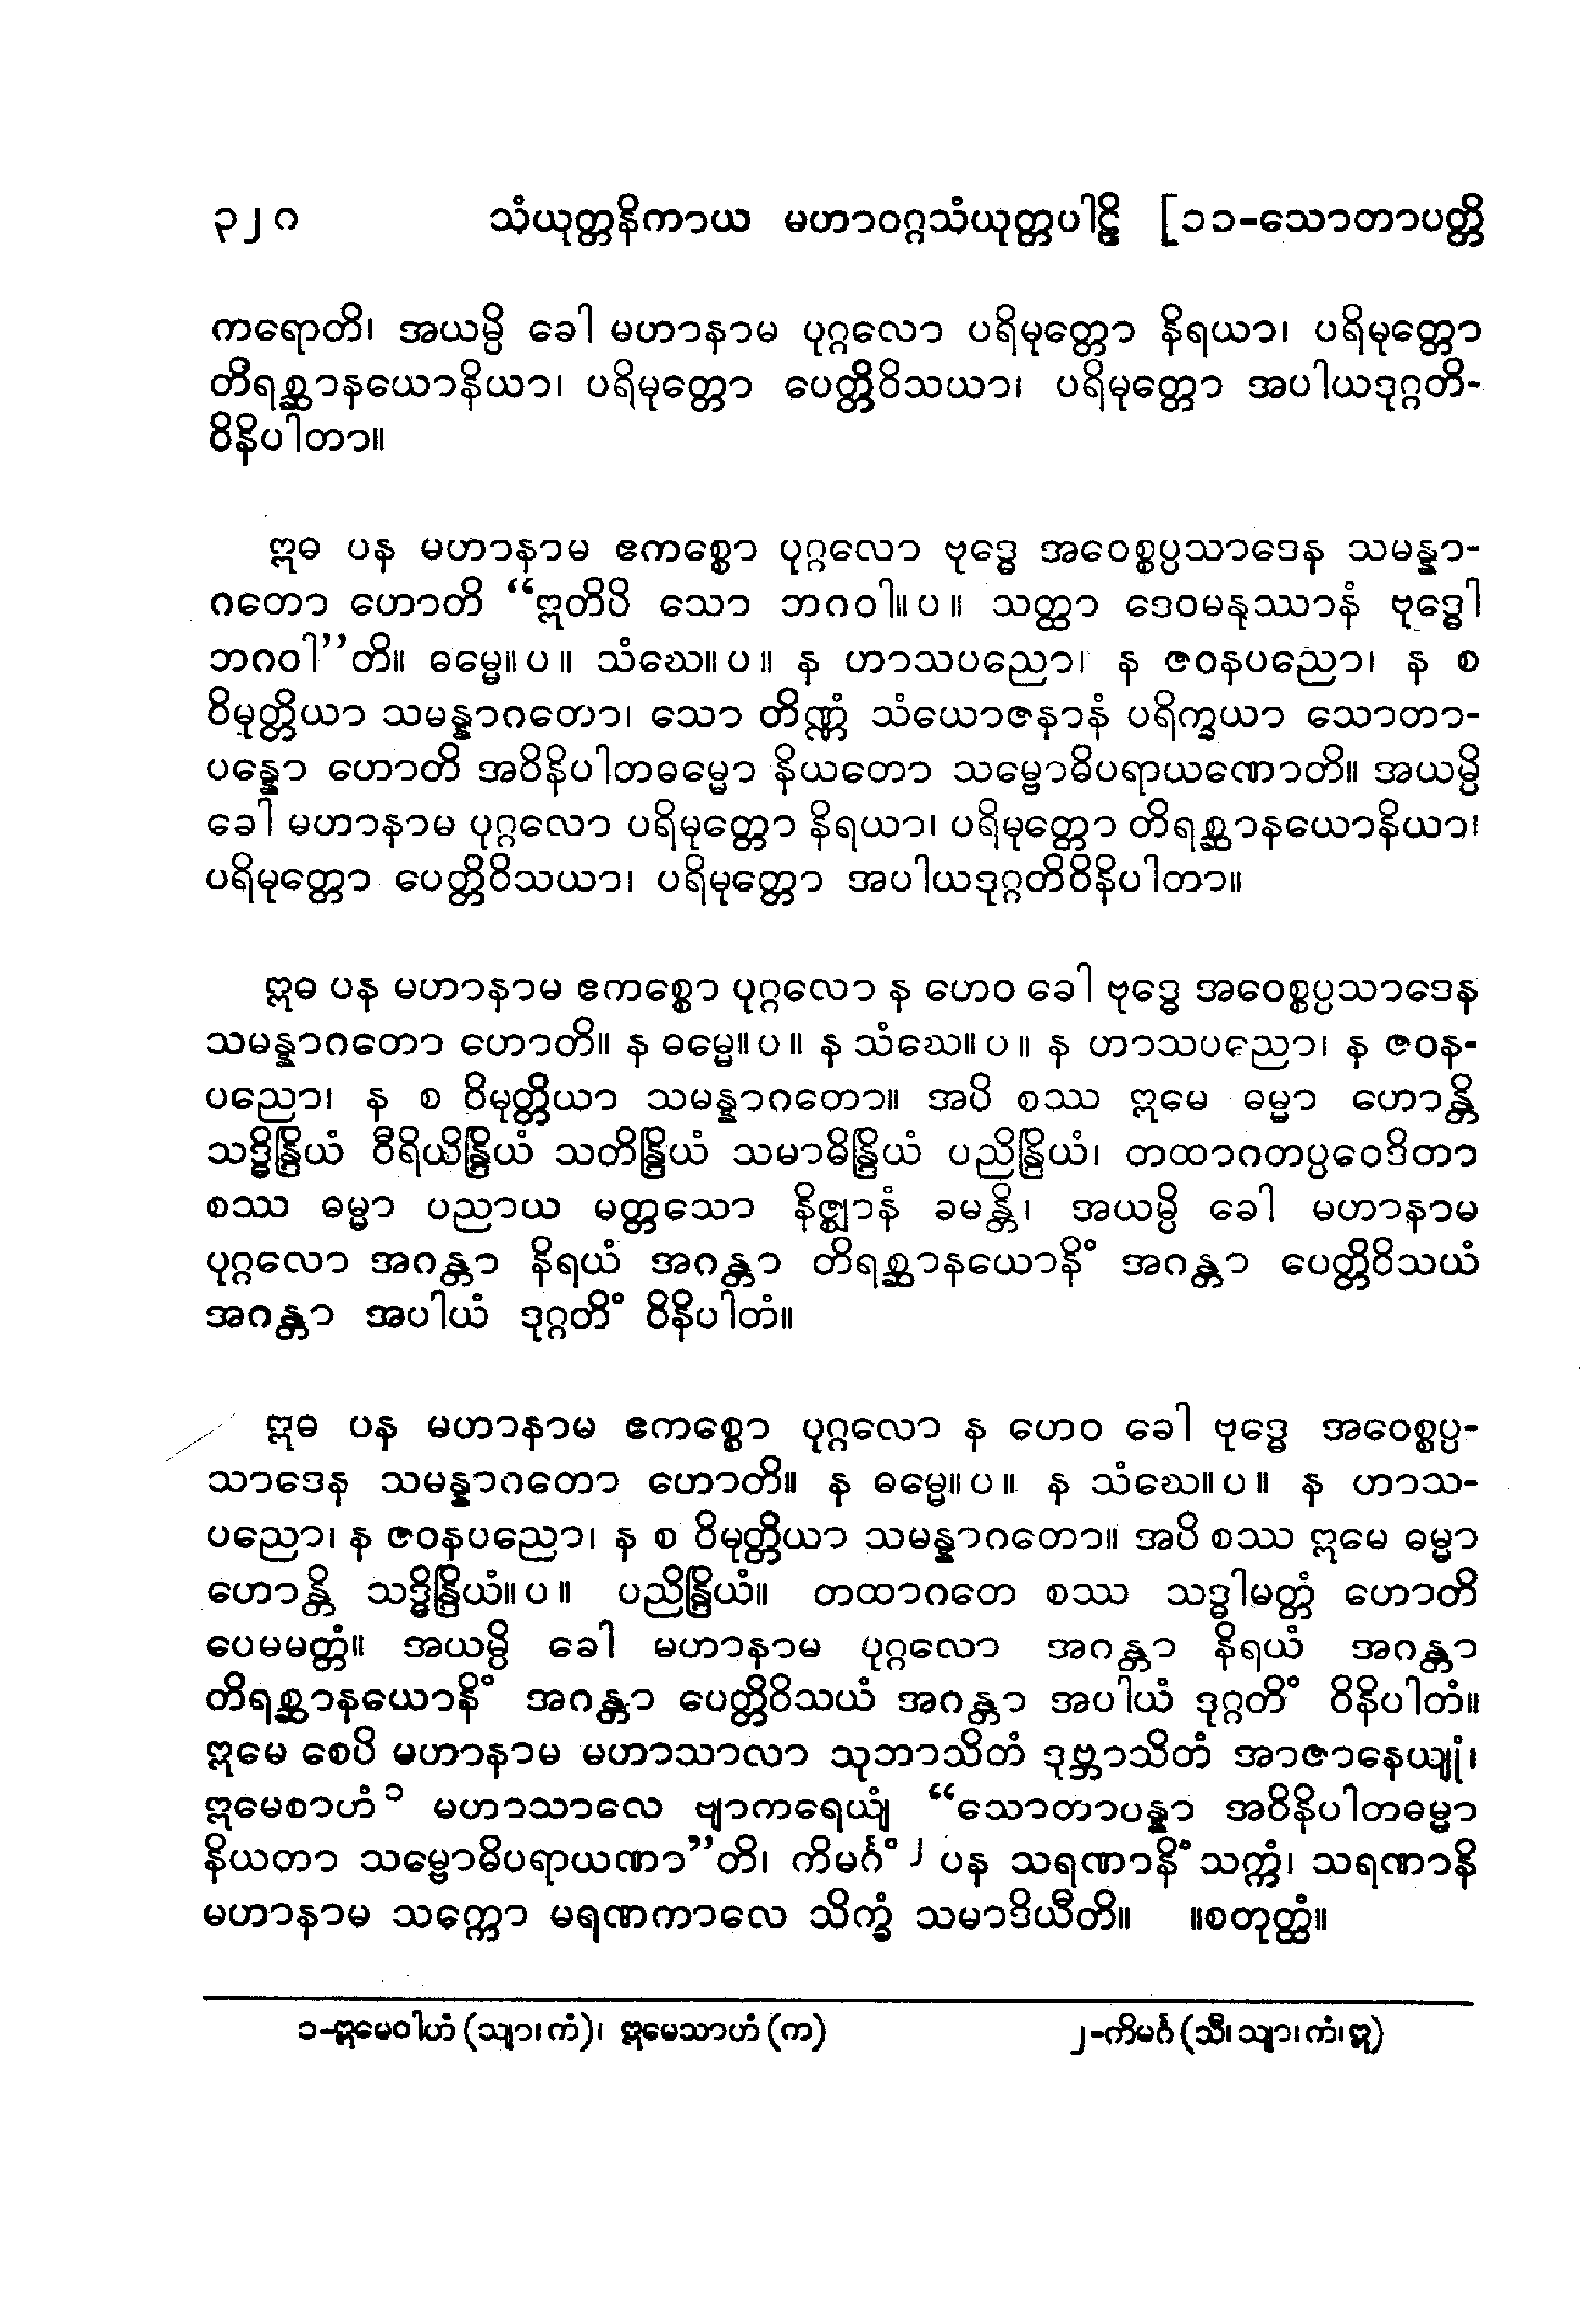 ၃၂၈ သံယုတ္တနိကာယ မဟာဝဂ္ဂသံယုတ္တပါဠိ [၁၁-သောတာပတ္တိ
ကရောတိ၊ အယမ္ပိ ခေါ မဟာနာမ ပုဂ္ဂလော ပရိမုတ္တော နိရယာ၊ ပရိမုတ္တော
တိရစ္ဆာနယောနိယာ၊ ပရိမုတ္တော ပေတ္တိဝိသယာ၊ ပရိမုတ္တော အပါယဒုဂ္ဂတိ-
ဝိနိပါတာ။
ဣဓ ပန မဟာနာမ ဧကစ္စော ပုဂ္ဂလော ဗုဒ္ဓေ အဝေစ္စပ္ပသာဒေန သမန္နာ-
ဂတော ဟောတိ “ဣတိပိ သော ဘဂဝါ။ပ။ သတ္ထာ ဒေဝမနုဿာနံ ဗုဒ္ဓေါ
ဘဂဝါ”တိ။ ဓမ္မေ။ပ။ သံဃေ။ပ။ န ဟာသပညော၊ န ဇဝနပညော၊ န စ
ဝိမုတ္တိယာ သမန္နာဂတော၊ သော တိဏ္ဏံ သံယောဇနာနံ ပရိက္ခယာ သောတာ-
ပန္နော ဟောတိ အဝိနိပါတဓမ္မော နိယတော သမ္ဗောဓိပရာယဏောတိ။ အယမ္ပိ
ခေါ မဟာနာမ ပုဂ္ဂလော ပရိမုတ္တော နိရယာ၊ ပရိမုတ္တော တိရစ္ဆာနယောနိယာ၊
ပရိမုတ္တော ပေတ္တိဝိသယာ၊ ပရိမုတ္တော အပါယဒုဂ္ဂတိဝိနိပါတာ။
ဣဓ ပန မဟာနာမ ဧကစ္စော ပုဂ္ဂလော န ဟေဝ ခေါ ဗုဒ္ဓေ အဝေစ္စပ္ပသာဒေန
သမန္နာဂတော ဟောတိ။ န ဓမ္မေ။ပ။ န သံဃေ။ပ။ န ဟာသပညော၊ န ဇဝန-
ပညော၊ န စ ဝိမုတ္တိယာ သမန္နာဂတော။ အပိ စဿ ဣမေ ဓမ္မာ ဟောန္တိ
သဒ္ဓိန္ဒြိယံ ဝီရိယိန္ဒြိယံ သတိန္ဒြိယံ သမာဓိန္ဒြိယံ ပညိန္ဒြိယံ၊ တထာဂတပ္ပဝေဒိတာ
စဿ ဓမ္မာ ပညာယ မတ္တသော နိဇ္ဈာနံ ခမန္တိ၊ အယမ္ပိ ခေါ မဟာနာမ
ပုဂ္ဂလော အဂန္တာ နိရယံ အဂန္တာ တိရစ္ဆာနယောနိံ အဂန္တာ ပေတ္တိဝိသယံ
အဂန္တာ အပါယံ ဒုဂ္ဂတိံ ဝိနိပါတံ။
ဣဓ ပန မဟာနာမ ဧကစ္စော ပုဂ္ဂလော န ဟေဝ ခေါ ဗုဒ္ဓေ အဝေစ္စပ္ပ-
သာဒေန သမန္နာဂတော ဟောတိ။ န ဓမ္မေ။ပ။ န သံဃေ။ပ။ န ဟာသ-
ပညော၊ န ဇဝနပညော၊ န စ ဝိမုတ္တိယာ သမန္နာဂတော။ အပိ စဿ ဣမေ ဓမ္မာ
ဟောန္တိ သဒ္ဓိန္ဒြိယံ။ပ။ ပညိန္ဒြိယံ။ တထာဂတေ စဿ သဒ္ဓါမတ္တံ ဟောတိ
ပေမမတ္တံ။ အယမ္ပိ ခေါ မဟာနာမ ပုဂ္ဂလော အဂန္တာ နိရယံ အဂန္တာ
တိရစ္ဆာနယောနိံ အဂန္တာ ပေတ္တိဝိသယံ အဂန္တာ အပါယံ ဒုဂ္ဂတိံ ဝိနိပါတံ။
ဣမေ စေပိ မဟာနာမ မဟာသာလာ သုဘာသိတံ ဒုဗ္ဘာသိတံ အာဇာနေယျုံ၊
ဣမေစာဟံ၁ မဟာသာလေ ဗျာကရေယျံ “သောတာပန္နာ အဝိနိပါတဓမ္မာ
နိယတာ သမ္ဗောဓိပရာယဏာ”တိ၊ ကိမင်္ဂံ၂ ပန သရဏာနိံ သက္ကံ၊ သရဏာနိ
မဟာနာမ သက္ကော မရဏကာလေ သိက္ခံ သမာဒိယီတိ။ ။စတုတ္ထံ။
၁-ဣမေဝါဟံ (သျာ၊ကံ)၊ ဣမေသာဟံ (က) ၂-ကိမင်္ဂ (သီ၊သျာ၊ကံ၊ဣ)